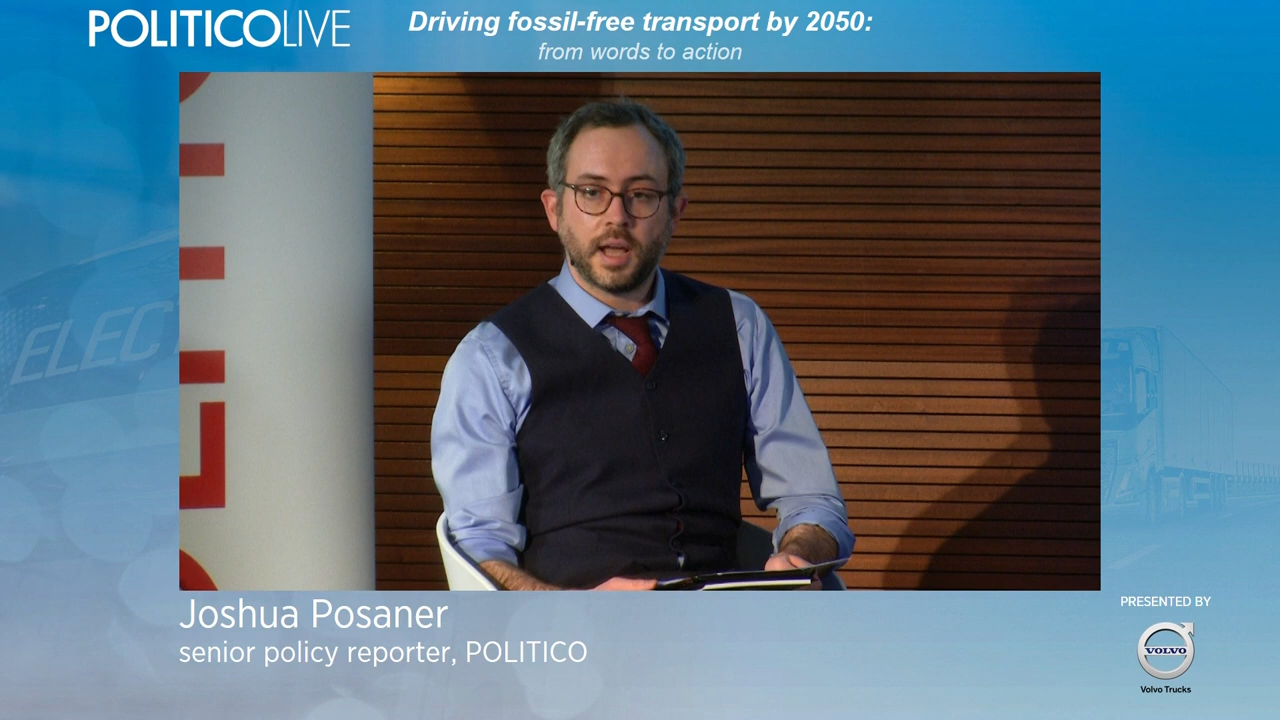 POLITICOLIVE
Driving fossil-free transport by 2050:
from words to action
ELEC
Joshua Posaner
senior policy reporter, POLITICO
PRESENTED BY
VOLVO
Volvo Trucks